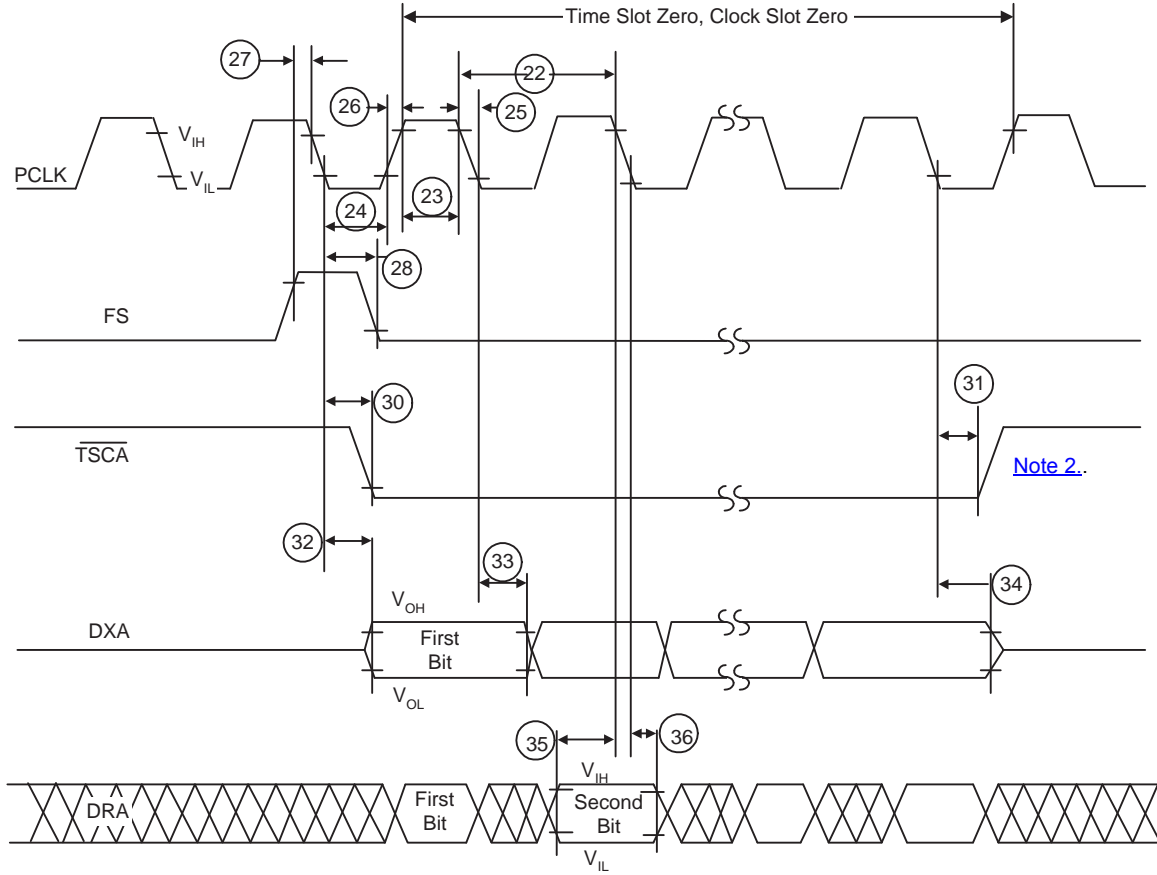 Time Slot Zero, Clock Slot Zero
27
22
26
25
VIH
PCLK
VIL
24
23
28
FS
31
30
TSCA
Note 2..
32
33
34
VOH
DXA
First
Bit
VOL
35
36
VIH
DRA
First
Bit
Second
Bit
VIL